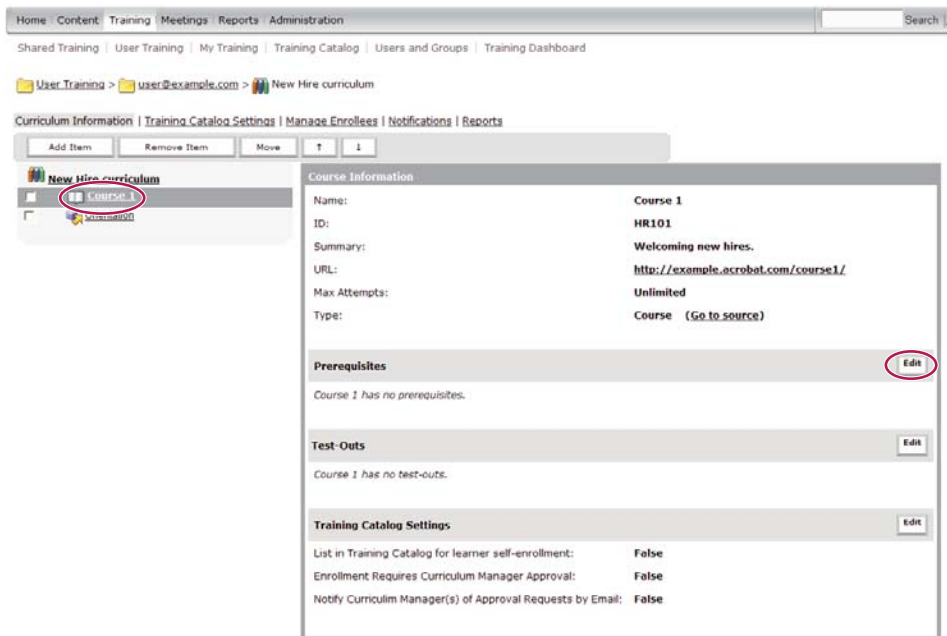 Home Content Training Meetings Reports Administration Search
Shared Training | User Training | My Training | Training Catalog | Users and Groups | Training Dashboard
User Training > user@example.com > New Hire curriculum
Curriculum Information | Training Catalog Settings | Manage Enrollees | Notifications | Reports
Add Item Remove Item Move ↑ ↓
New Hire curriculum
Course 1
Orientation
Course Information
Name: Course 1
ID: HR101
Summary: Welcoming new hires.
URL: http://example.acrobat.com/course1/
Max Attempts: Unlimited
Type: Course (Go to source)
Prerequisites Edit
Course 1 has no prerequisites.
Test-Outs Edit
Course 1 has no test-outs.
Training Catalog Settings Edit
List in Training Catalog for learner self-enrollment: False
Enrollment Requires Curriculum Manager Approval: False
Notify Curriculim Manager(s) of Approval Requests by Email: False